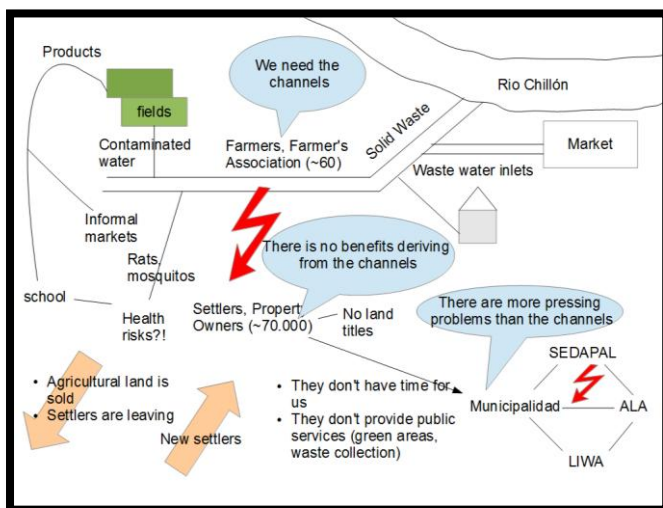 Products
We need the
channels
Rio Chillón
fields
Solid Waste
Contaminated
water
Farmers, Farmer's
Association (~60)
Market
Waste water inlets
Informal
markets
There is no benefits deriving
from the channels
Rats,
mosquitos
school
Health
risks?!
Settlers, Property
Owners (~70.000)
No land
titles
There are more pressing
problems than the channels
SEDAPAL
• Agricultural land is
sold
• Settlers are leaving
New settlers
• They don't have time for
us
• They don't provide public
services (green areas,
waste collection)
Municipalidad
ALA
LIWA